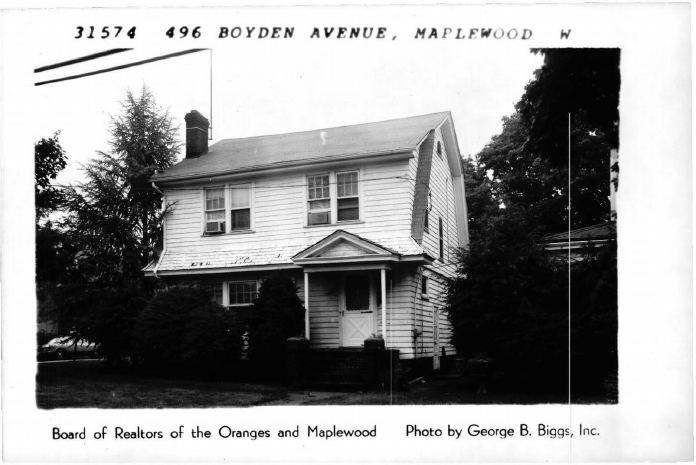 31574 496 BOYDEN AVENUE, MAPLEWOOD W
Board of Realtors of the Oranges and Maplewood Photo by George B. Biggs, Inc.